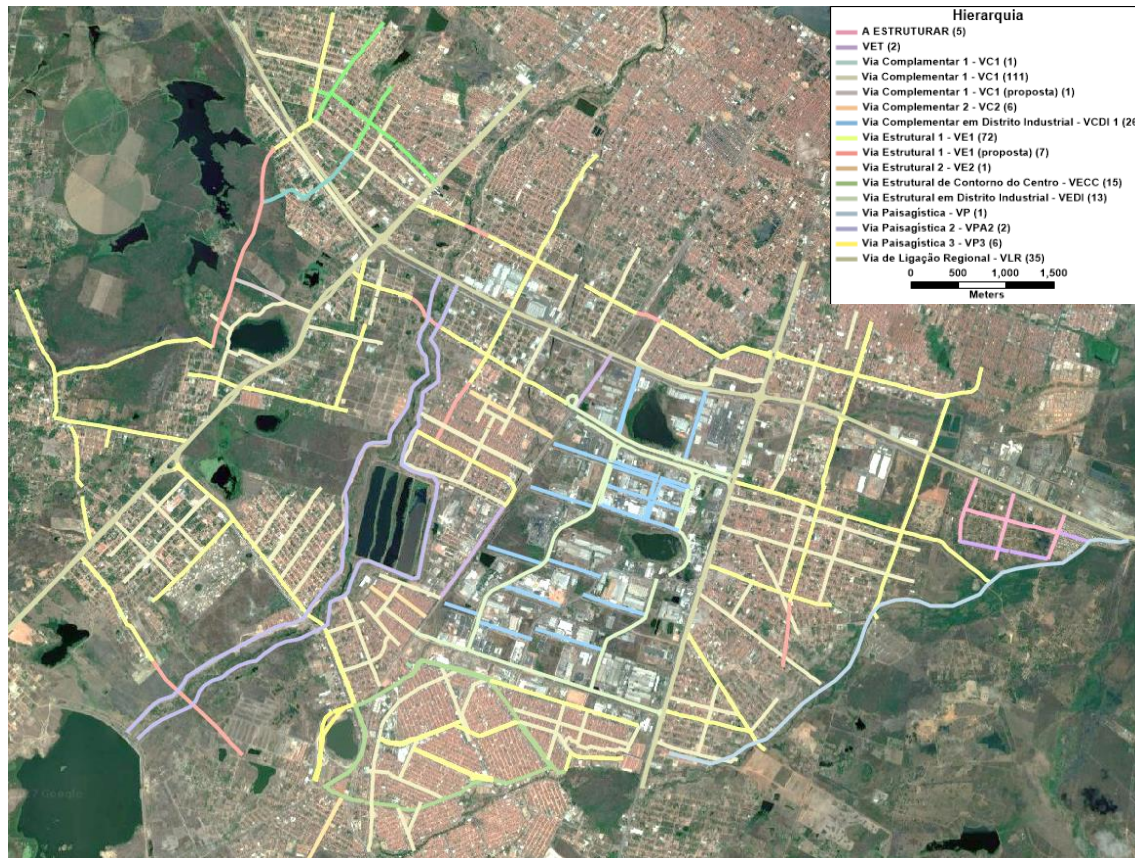 Hierarquia
A ESTRUTURAR (5)
VET (2)
Via Complamentar 1 - VC1 (1)
Via Complementar 1 - VC1 (111)
Via Complementar 1 - VC1 (proposta) (1)
Via Complementar 2 - VC2 (6)
Via Complementar em Distrito Industrial - VCDI 1 (26
Via Estrutural 1 - VE1 (72)
Via Estrutural 1 - VE1 (proposta) (7)
Via Estrutural 2 - VE2 (1)
Via Estrutural de Contorno do Centro - VECC (15)
Via Estrutural em Distrito Industrial - VEDI (13)
Via Paisagística - VP (1)
Via Paisagística 2 - VPA2 (2)
Via Paisagística 3 - VP3 (6)
Via de Ligação Regional - VLR (35)
0 500 1,000 1,500
Meters
Google